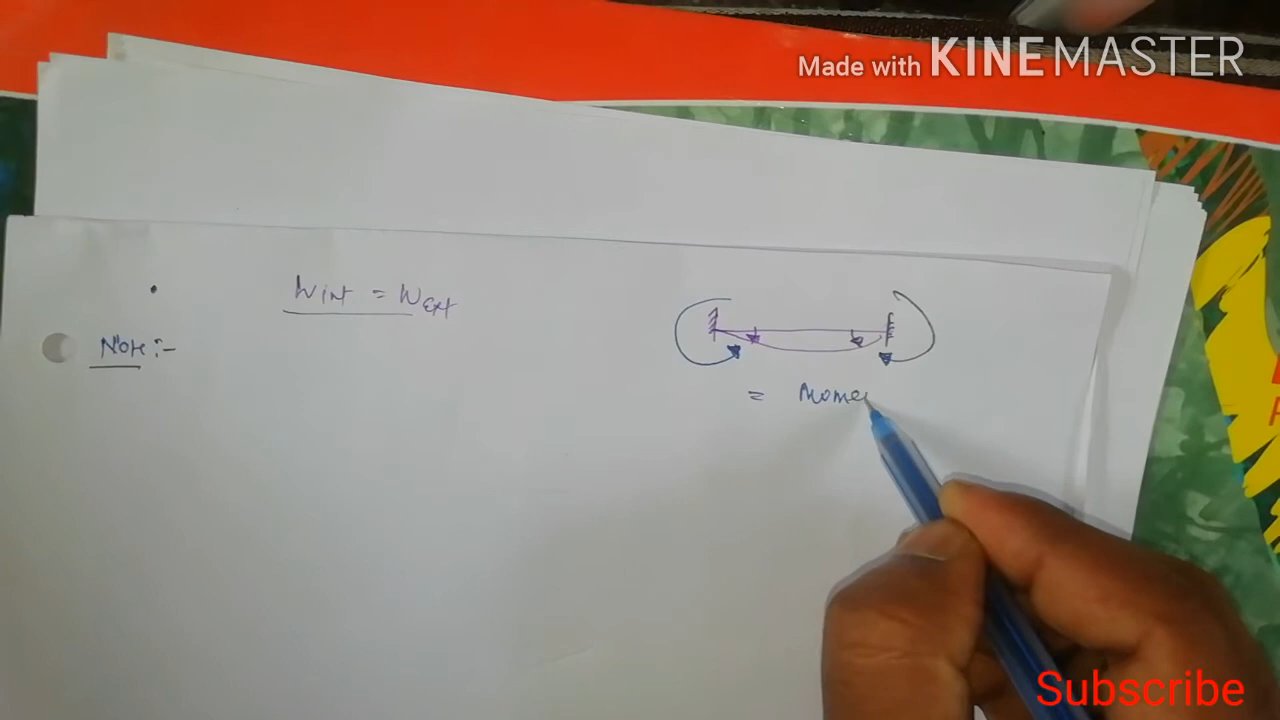 Made with KINEMASTER
Wint = WExt
Note :-
= Mome
Subscribe